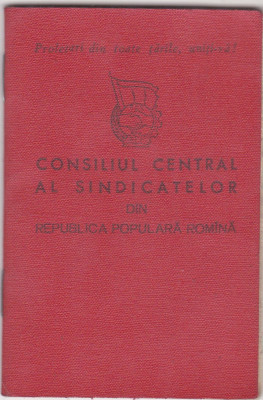 Proletari din toate țările, uniți-vă!
CONSILIUL CENTRAL
AL SINDICATELOR
DIN
REPUBLICA POPULARĂ ROMÎNĂ